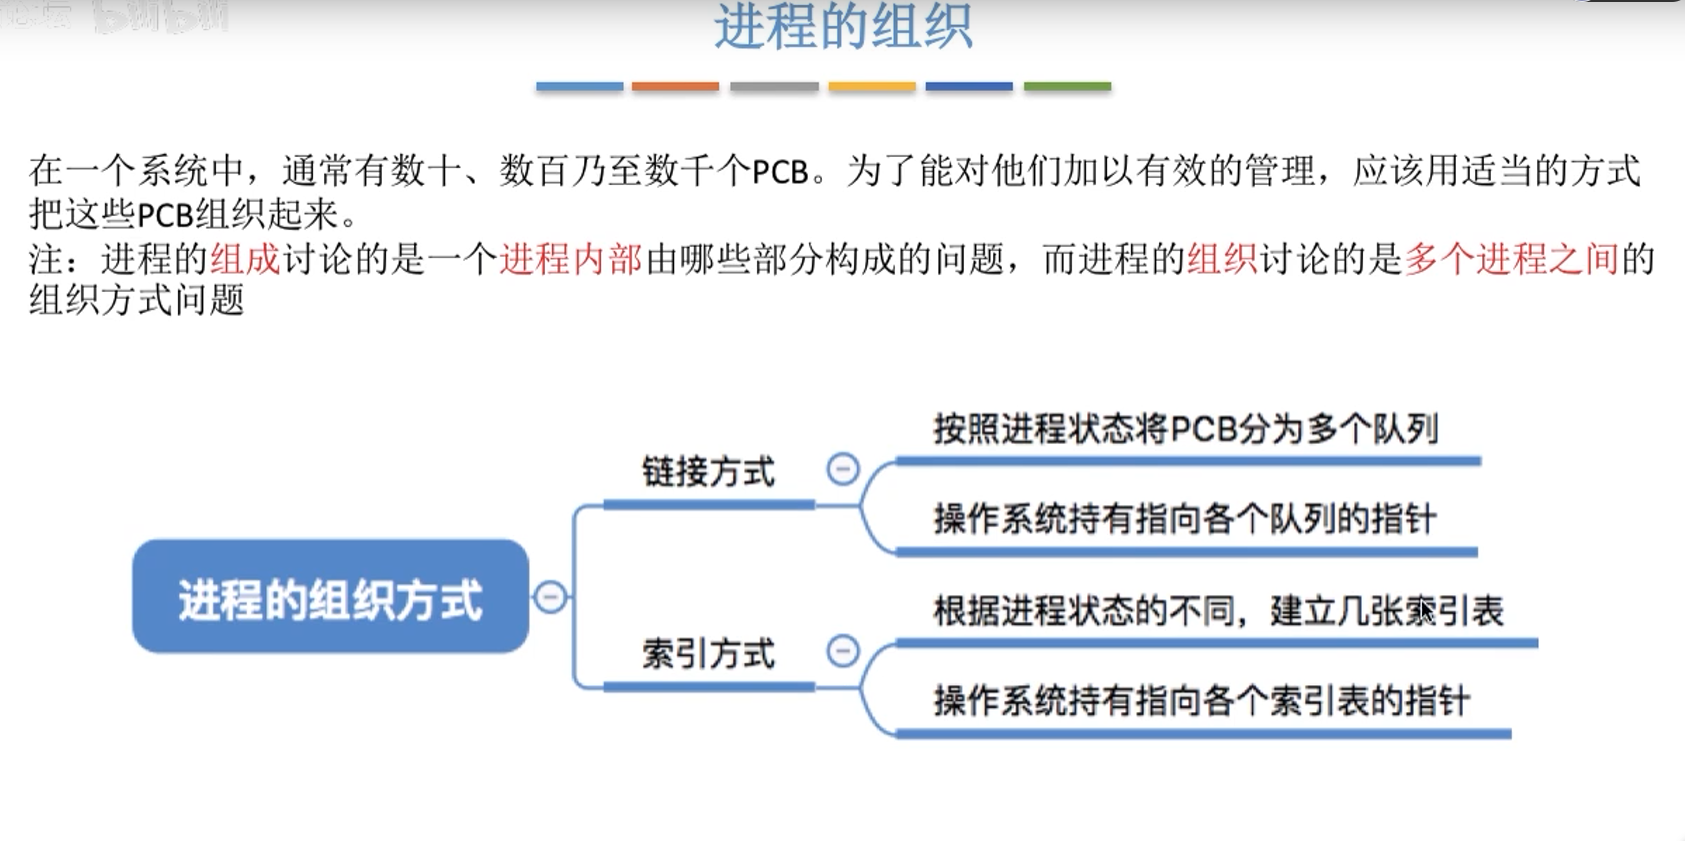 bilibili
进程的组织
在一个系统中，通常有数十、数百乃至数千个PCB。为了能对他们加以有效的管理，应该用适当的方式
把这些PCB组织起来。
注：进程的组成讨论的是一个进程内部由哪些部分构成的问题，而进程的组织讨论的是多个进程之间的
组织方式问题
按照进程状态将PCB分为多个队列
链接方式
操作系统持有指向各个队列的指针
进程的组织方式
根据进程状态的不同，建立几张索引表
索引方式
操作系统持有指向各个索引表的指针